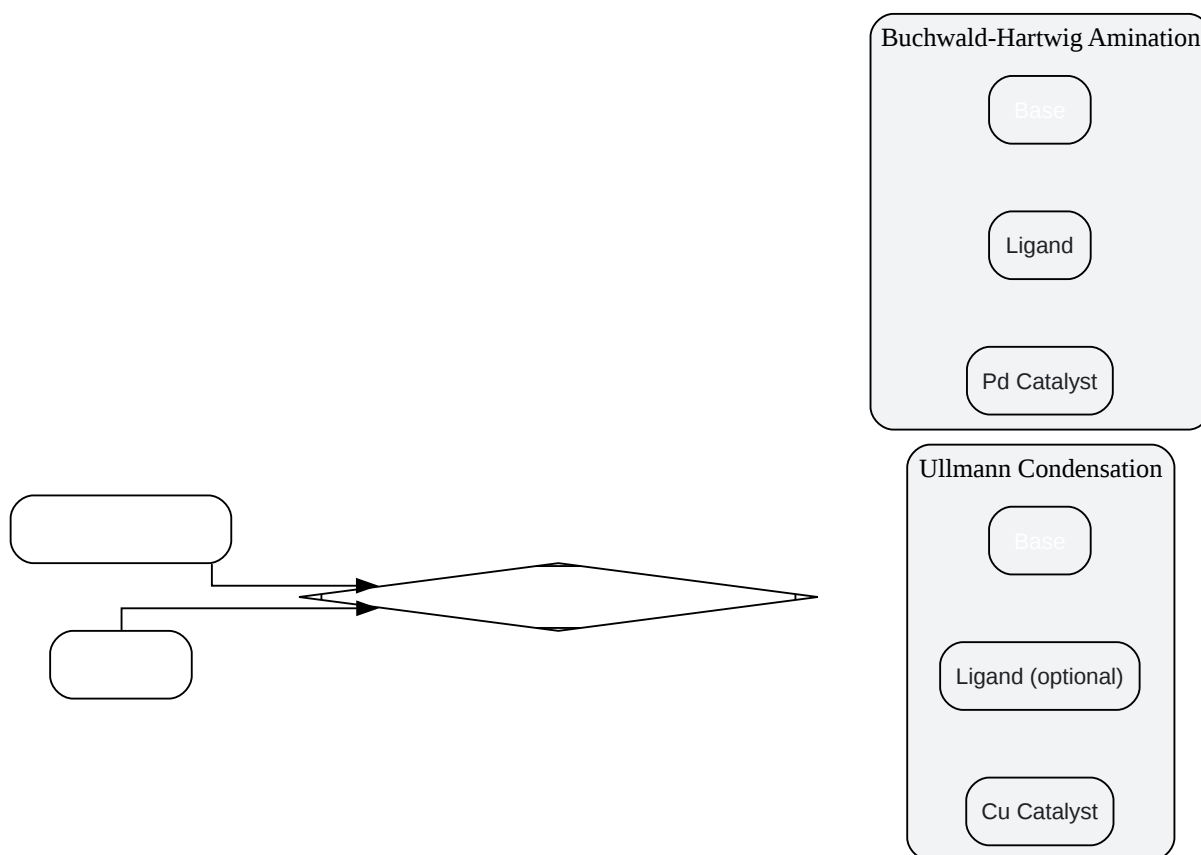 Buchwald-Hartwig Amination
Base
Ligand
Pd Catalyst
Ullmann Condensation
Base
Ligand (optional)
Cu Catalyst